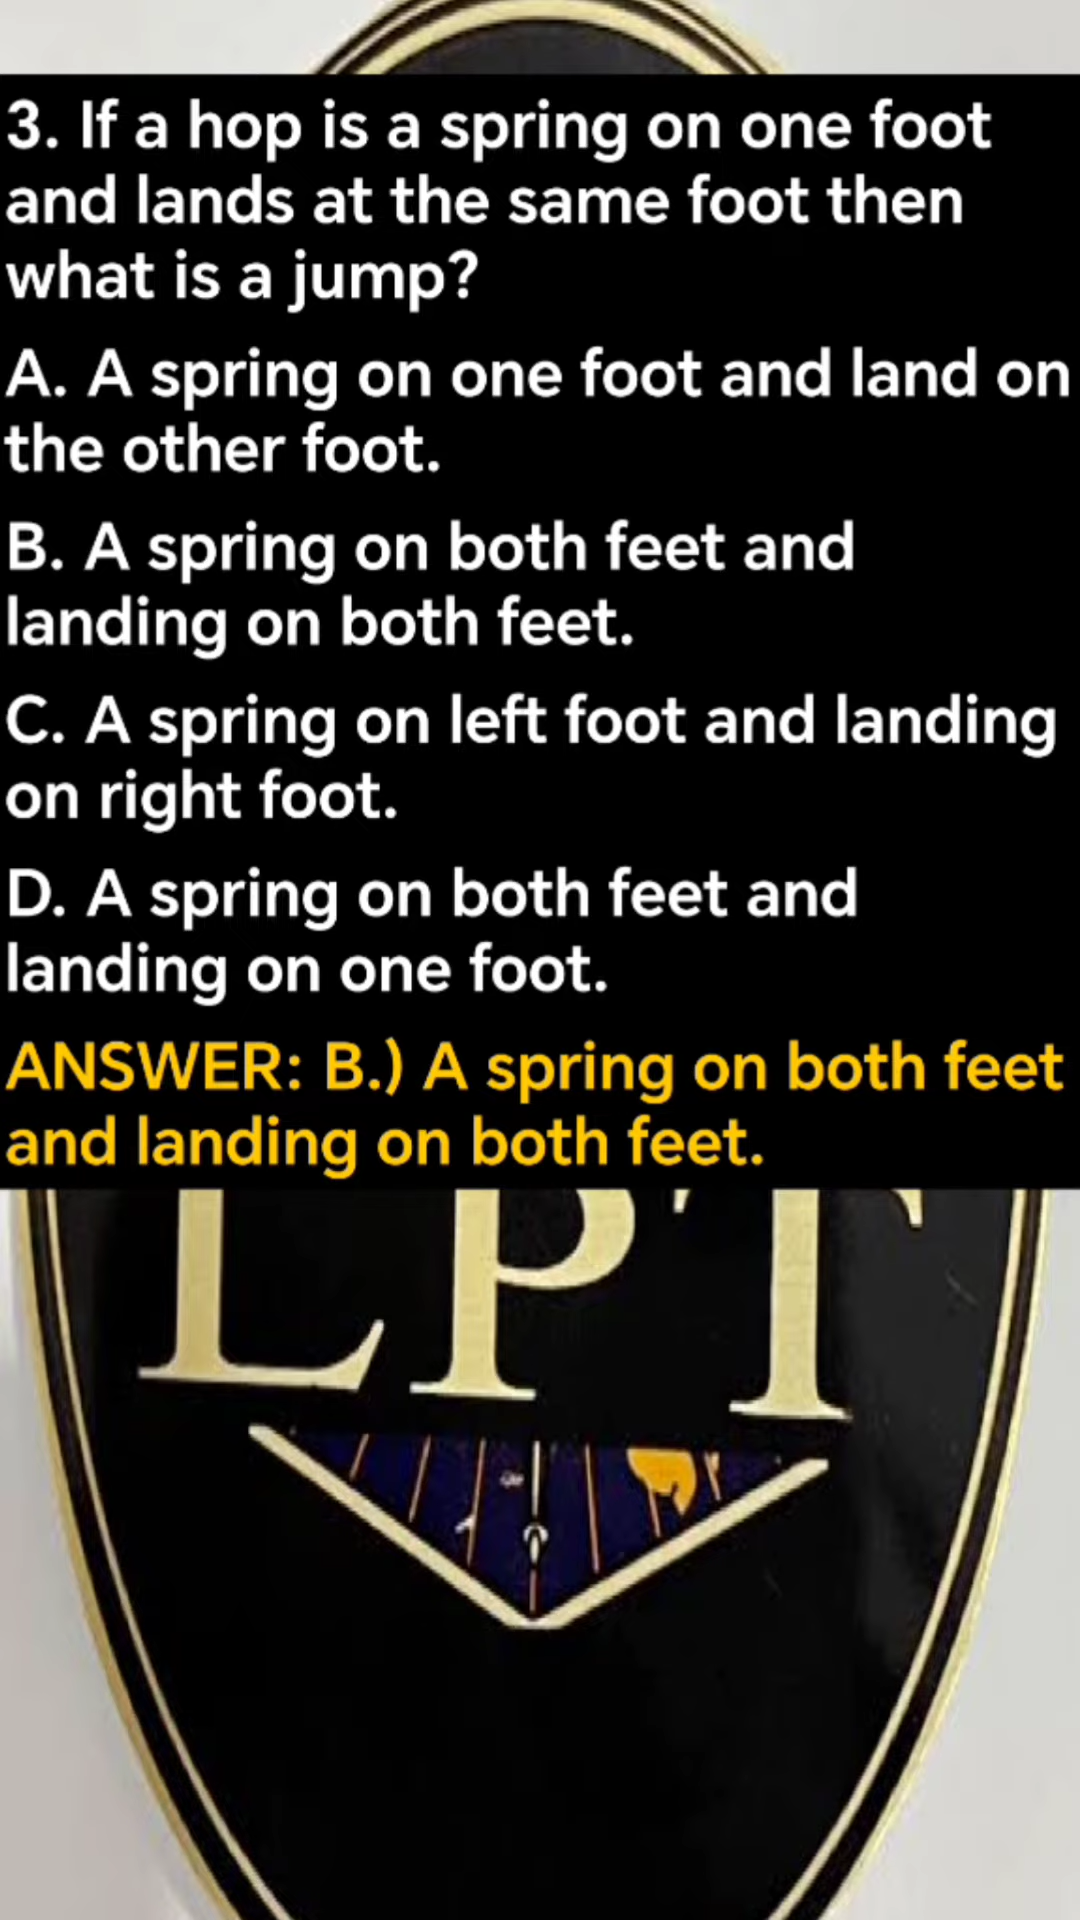 3. If a hop is a spring on one foot
and lands at the same foot then
what is a jump?
A. A spring on one foot and land on
the other foot.
B. A spring on both feet and
landing on both feet.
C. A spring on left foot and landing
on right foot.
D. A spring on both feet and
landing on one foot.
ANSWER: B.) A spring on both feet
and landing on both feet.
LPT